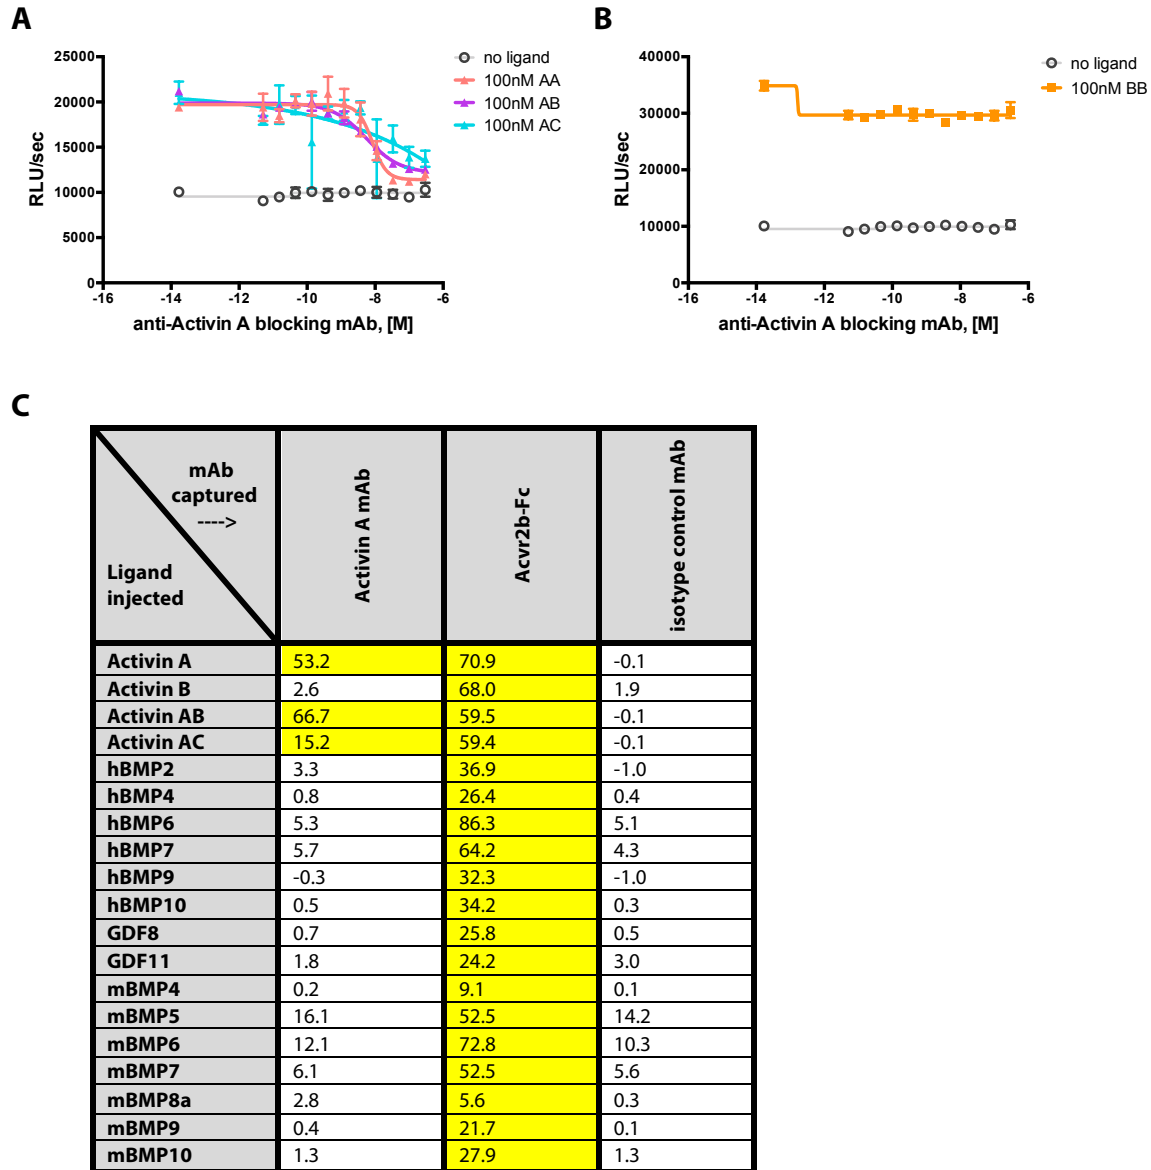 A
25000
20000
15000
10000
5000
0
RLU/sec
-16
-14
-12
-10
-8
-6
anti-Activin A blocking mAb, [M]
no ligand
100nM AA
100nM AB
100nM AC
B
40000
30000
20000
10000
0
RLU/sec
-16
-14
-12
-10
-8
-6
anti-Activin A blocking mAb, [M]
no ligand
100nM BB
C
mAb
captured
---->
Ligand
injected
Activin A mAb
Acvr2b-Fc
isotype control mAb
Activin A 53.2 70.9 -0.1
Activin B 2.6 68.0 1.9
Activin AB 66.7 59.5 -0.1
Activin AC 15.2 59.4 -0.1
hBMP2 3.3 36.9 -1.0
hBMP4 0.8 26.4 0.4
hBMP6 5.3 86.3 5.1
hBMP7 5.7 64.2 4.3
hBMP9 -0.3 32.3 -1.0
hBMP10 0.5 34.2 0.3
GDF8 0.7 25.8 0.5
GDF11 1.8 24.2 3.0
mBMP4 0.2 9.1 0.1
mBMP5 16.1 52.5 14.2
mBMP6 12.1 72.8 10.3
mBMP7 6.1 52.5 5.6
mBMP8a 2.8 5.6 0.3
mBMP9 0.4 21.7 0.1
mBMP10 1.3 27.9 1.3